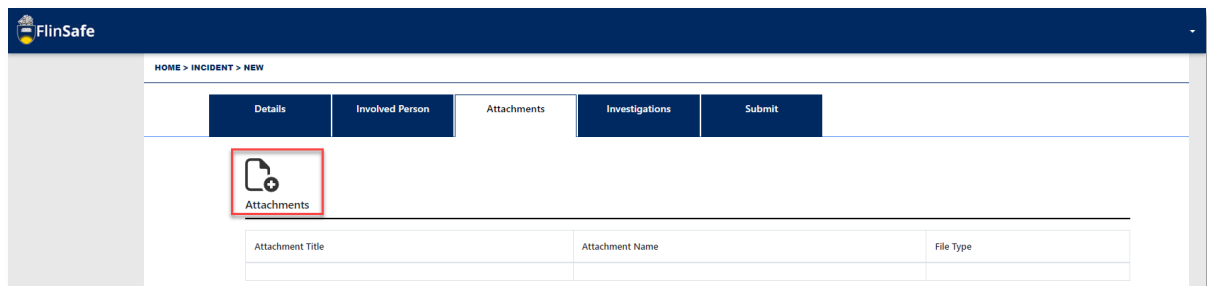 FlinSafe
HOME > INCIDENT > NEW
Details Involved Person Attachments Investigations Submit
Attachments
Attachment Title Attachment Name File Type